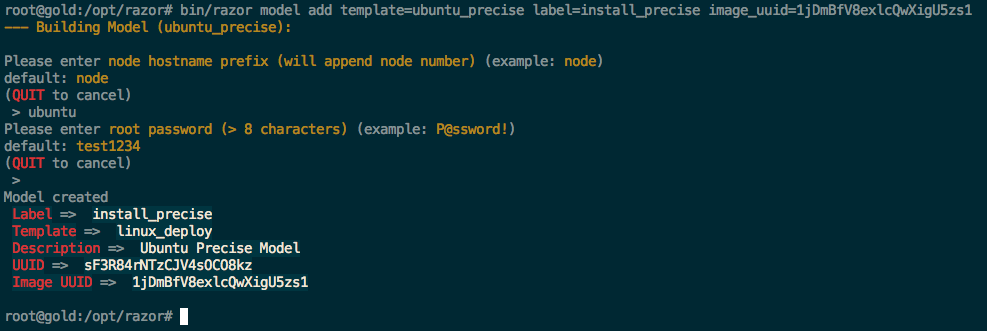 root@gold:/opt/razor# bin/razor model add template=ubuntu_precise label=install_precise image_uuid=1jDmBfV8exlcQwXigU5zs1
--- Building Model (ubuntu_precise):
Please enter node hostname prefix (will append node number) (example: node)
default: node
(QUIT to cancel)
 > ubuntu
Please enter root password (> 8 characters) (example: P@ssword!)
default: test1234
(QUIT to cancel)
 >
Model created
 Label =>  install_precise
 Template =>  linux_deploy
 Description =>  Ubuntu Precise Model
 UUID =>  sF3R84rNTzCJV4sOCO8kz
 Image UUID =>  1jDmBfV8exlcQwXigU5zs1
root@gold:/opt/razor#